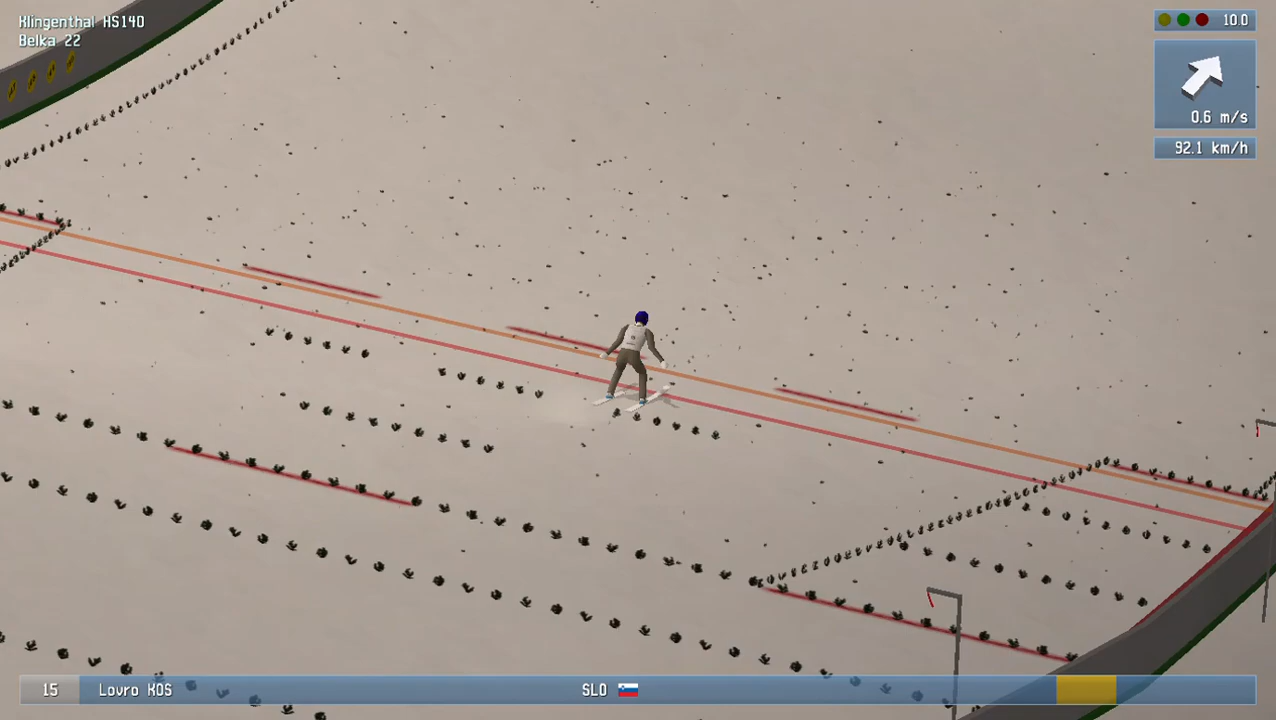 Klingenthal HS140
Belka 22
10.0
0.6 m/s
92.1 km/h
15 Lovro KOS SLO